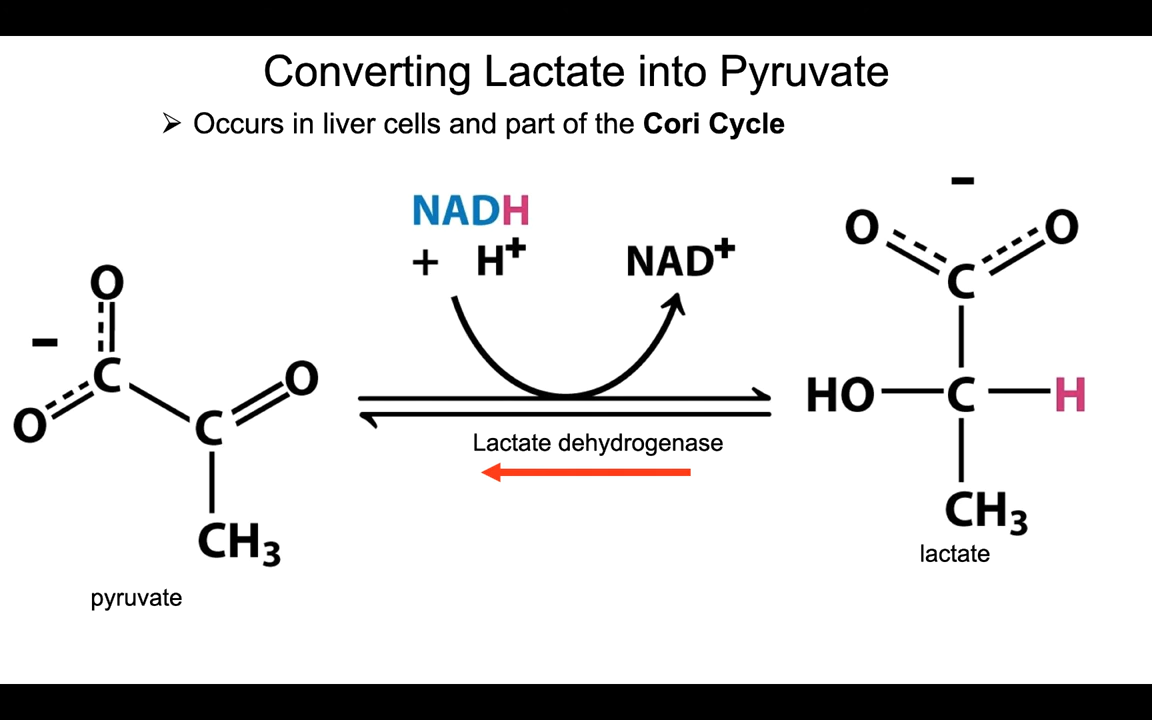 Converting Lactate into Pyruvate
➢ Occurs in liver cells and part of the Cori Cycle
NADH
+ H⁺
NAD⁺
O
−
C
O
C
O
CH₃
pyruvate
Lactate dehydrogenase
−
O
O
C
HO C H
CH₃
lactate